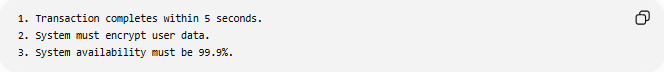 1. Transaction completes within 5 seconds.
2. System must encrypt user data.
3. System availability must be 99.9%.